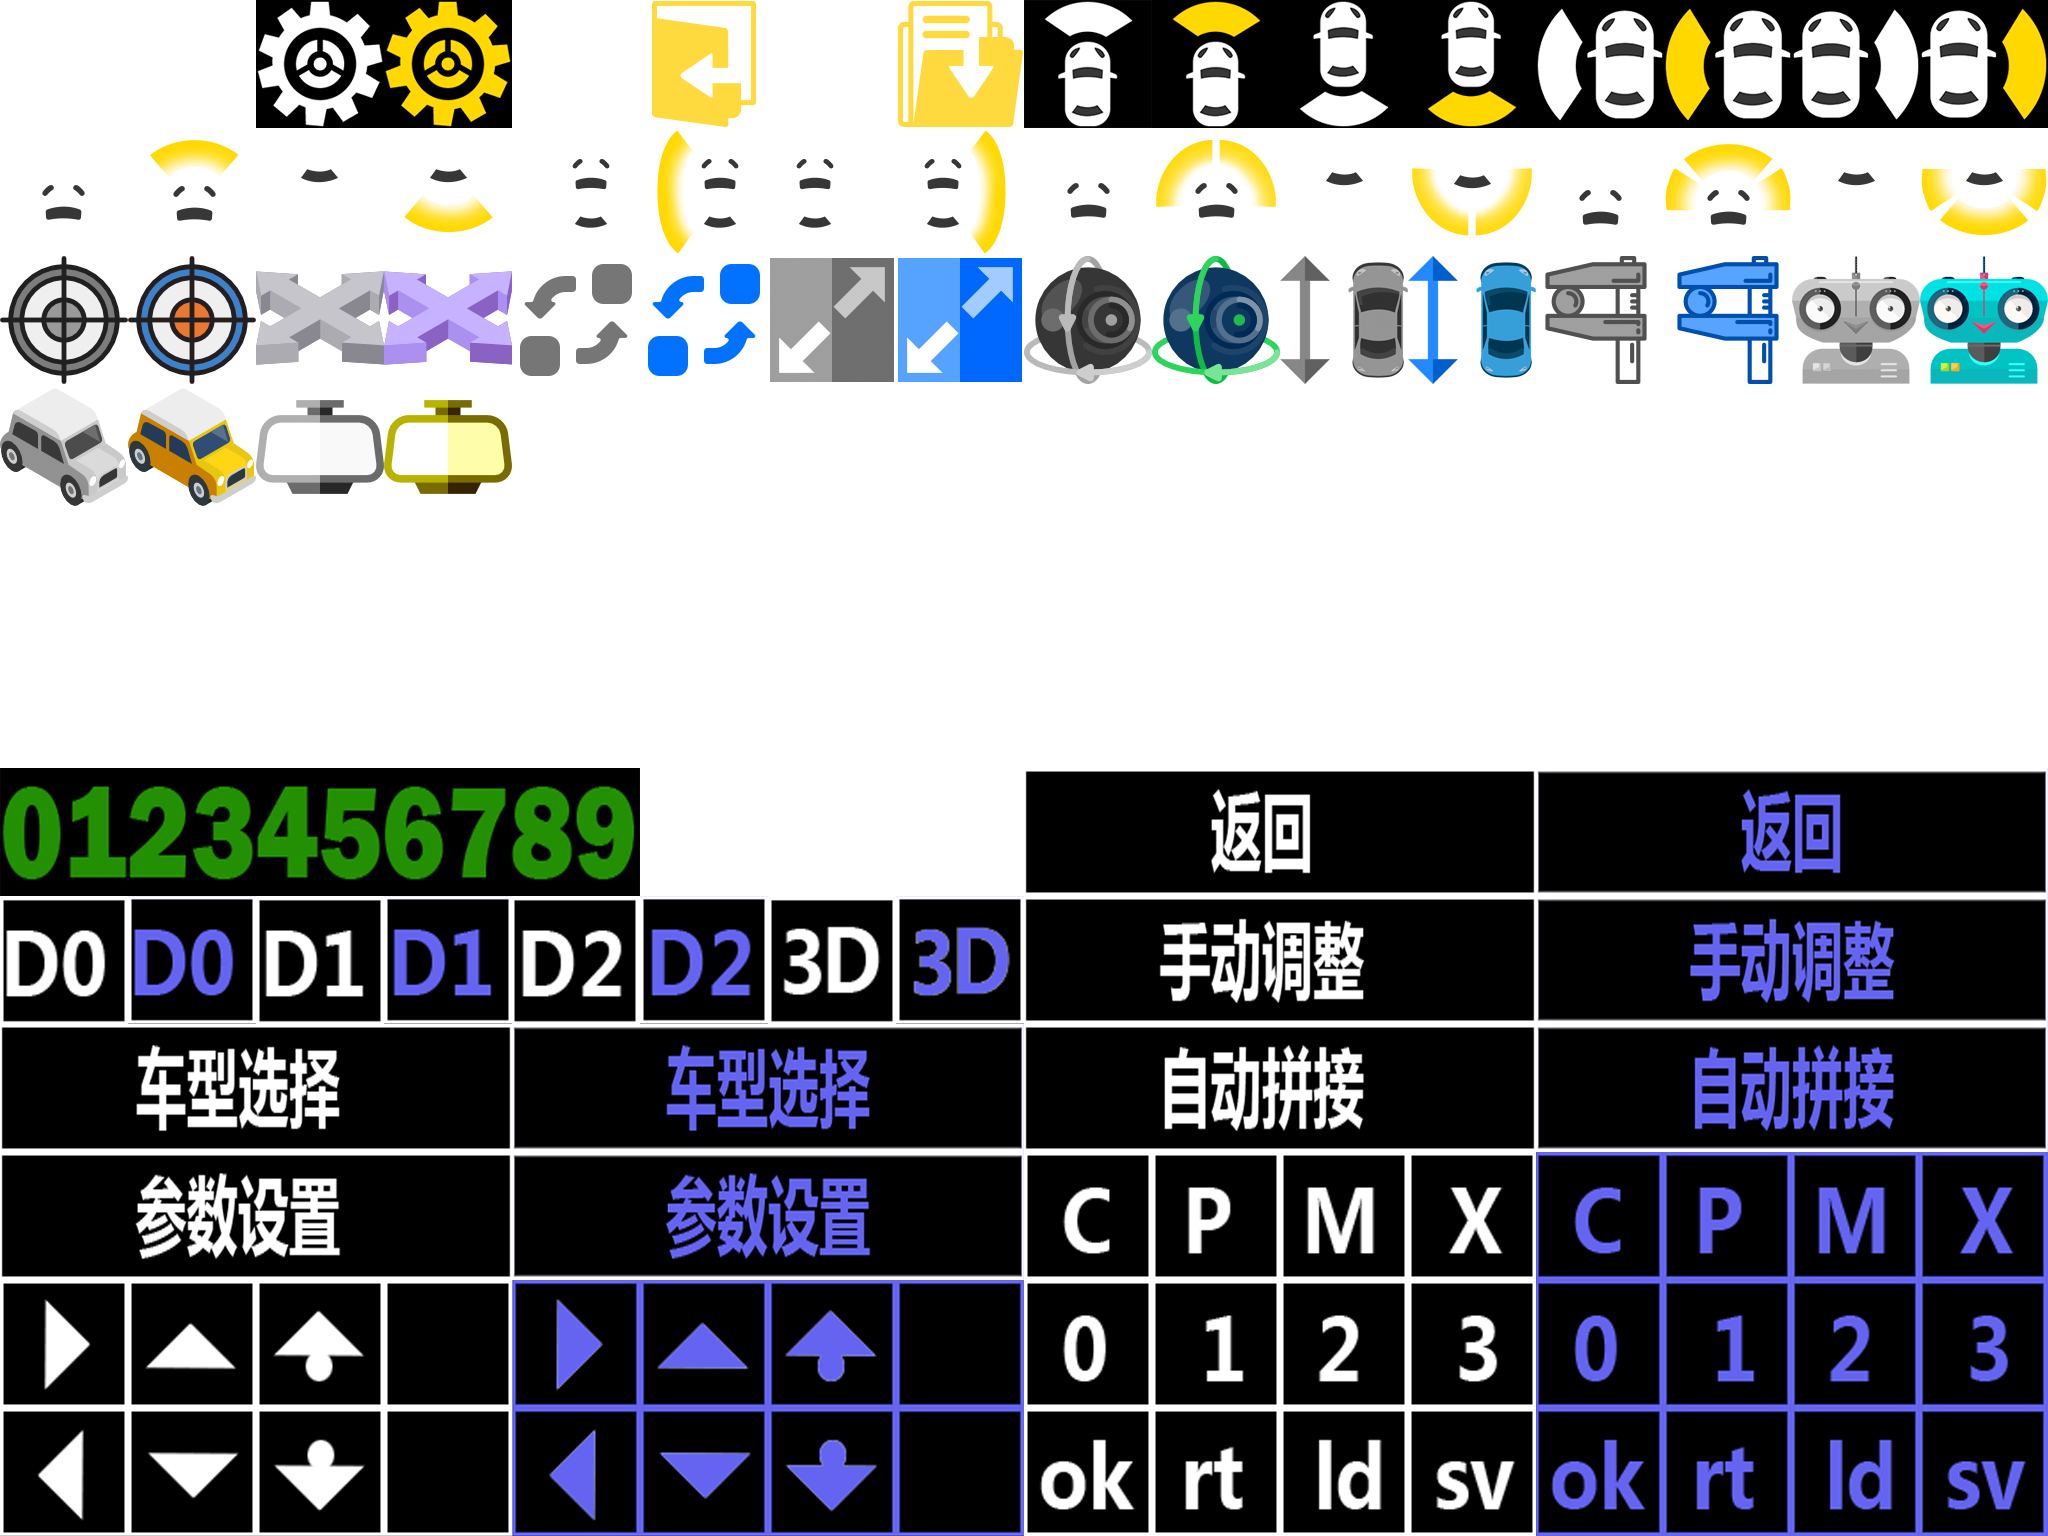 0123456789
返回 返回
D0 D0 D1 D1 D2 D2 3D 3D
手动调整 手动调整
车型选择 车型选择 自动拼接 自动拼接
参数设置 参数设置 C P M X C P M X
0 1 2 3 0 1 2 3
ok rt ld sv ok rt ld sv